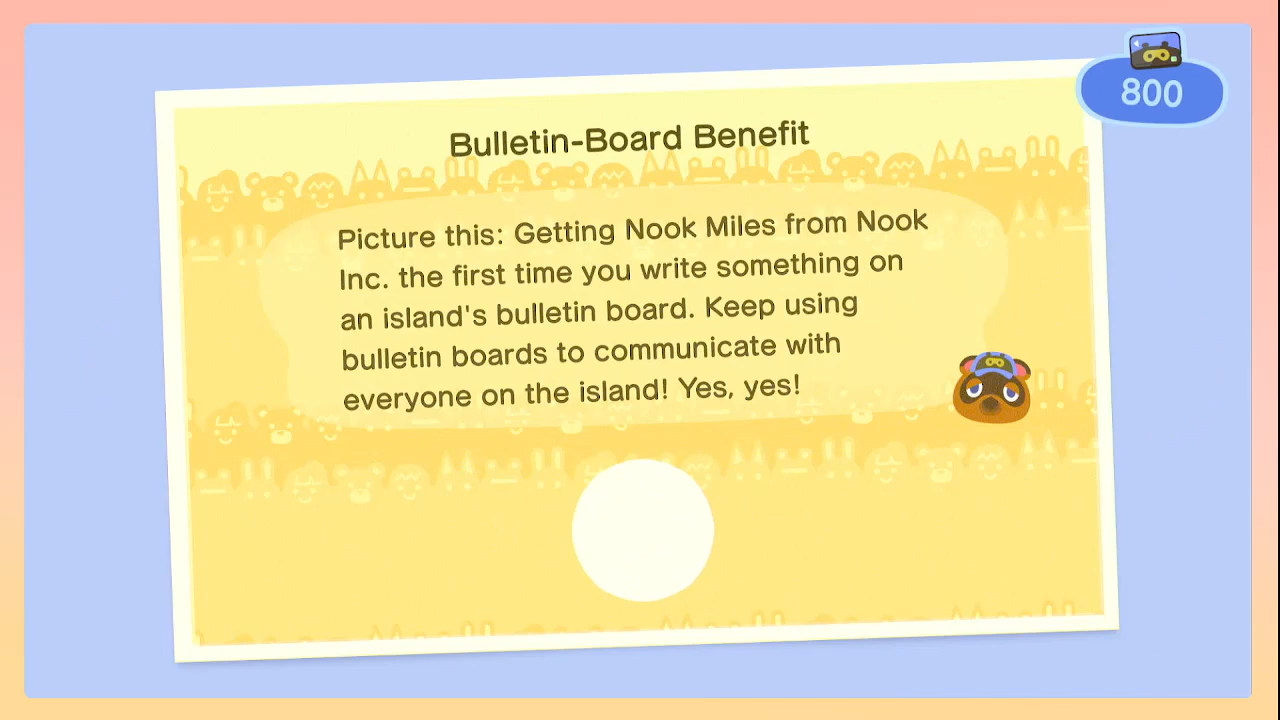 800
Bulletin-Board Benefit
Picture this: Getting Nook Miles from Nook
Inc. the first time you write something on
an island's bulletin board. Keep using
bulletin boards to communicate with
everyone on the island! Yes, yes!